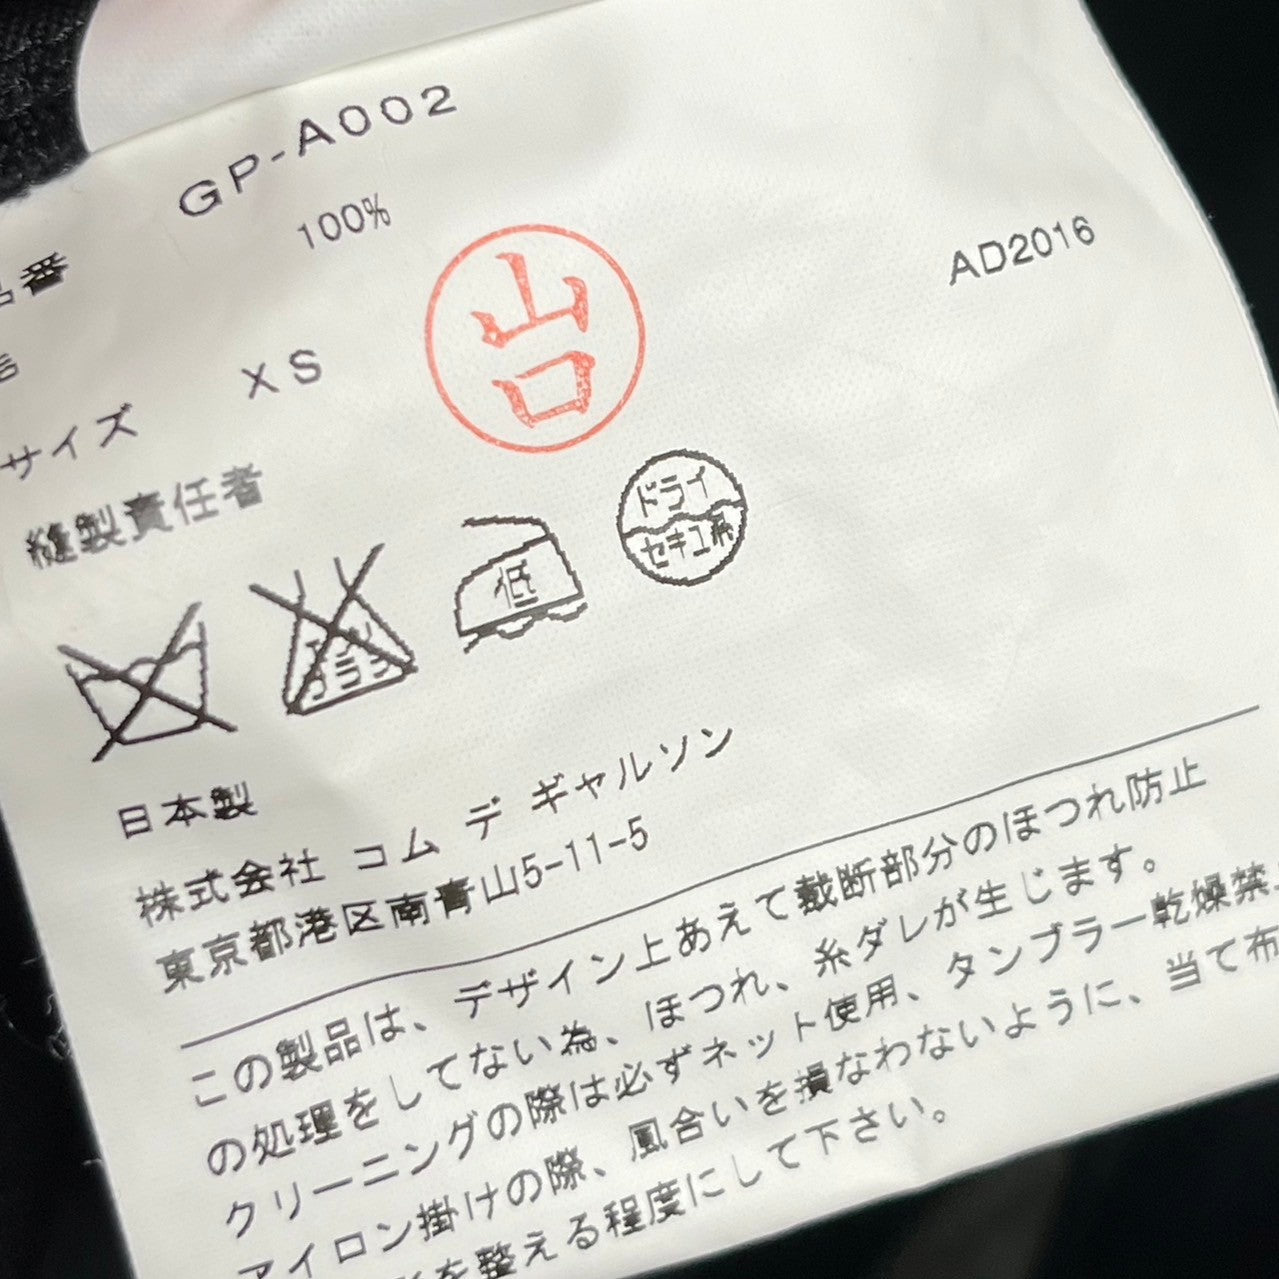 品番 GP-A002
100%
AD2016
サイズ XS
縫製責任者
山口
エンソ サラシ
低
ドライ
セキユ系
日本製
株式会社 コム デ ギャルソン
東京都港区南青山5-11-5
この製品は、デザイン上あえて裁断部分のほつれ防止
の処理をしてない為、ほつれ、糸ダレが生じます。
クリーニングの際は必ずネット使用、タンブラー乾燥禁
アイロン掛けの際、風合いを損なわないように、当て布
を整える程度にして下さい。